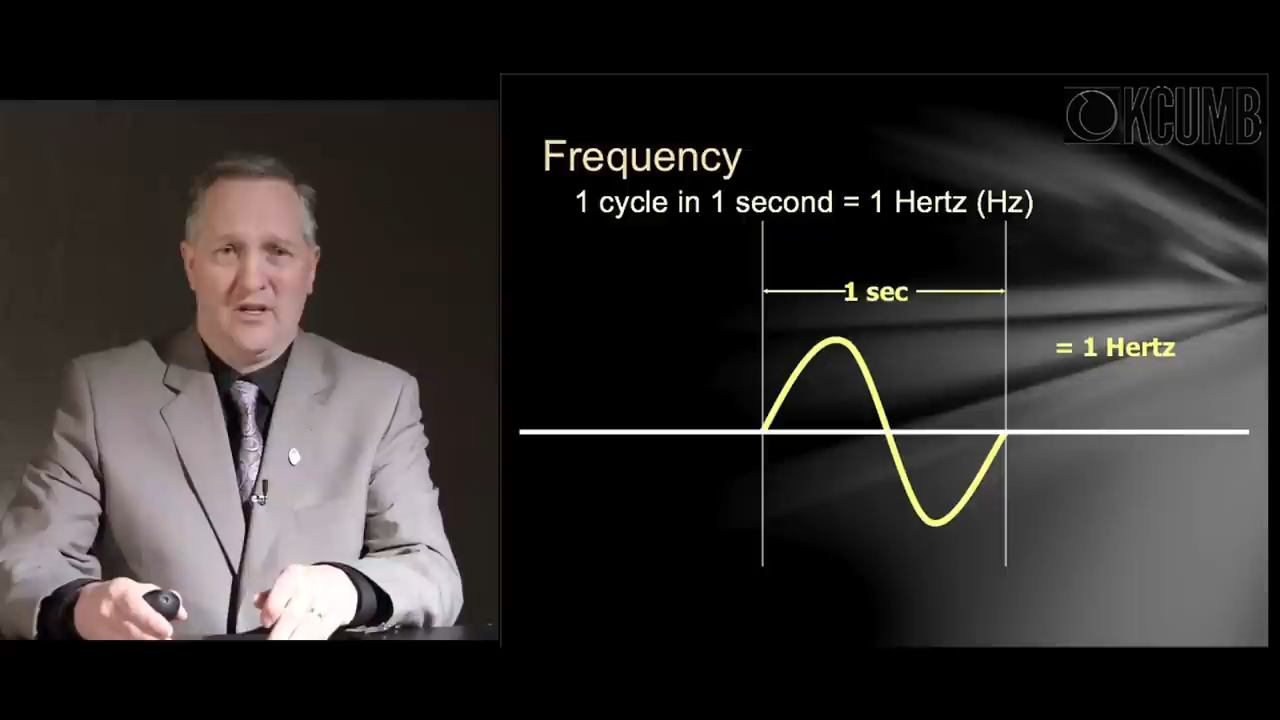 KCUMB
Frequency
1 cycle in 1 second = 1 Hertz (Hz)
1 sec
= 1 Hertz